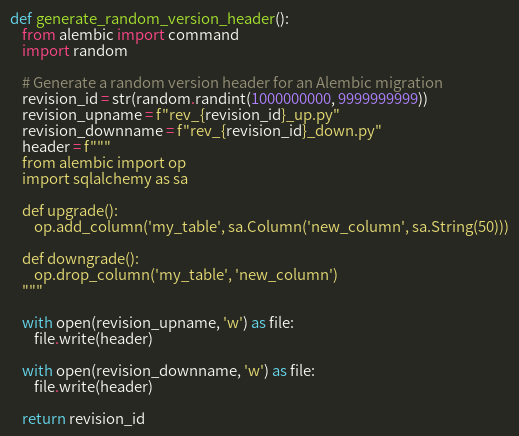 def generate_random_version_header():
    from alembic import command
    import random

    # Generate a random version header for an Alembic migration
    revision_id = str(random.randint(1000000000, 9999999999))
    revision_upname = f"rev_{revision_id}_up.py"
    revision_downname = f"rev_{revision_id}_down.py"
    header = f"""
    from alembic import op
    import sqlalchemy as sa

    def upgrade():
        op.add_column('my_table', sa.Column('new_column', sa.String(50)))

    def downgrade():
        op.drop_column('my_table', 'new_column')
    """

    with open(revision_upname, 'w') as file:
        file.write(header)

    with open(revision_downname, 'w') as file:
        file.write(header)

    return revision_id